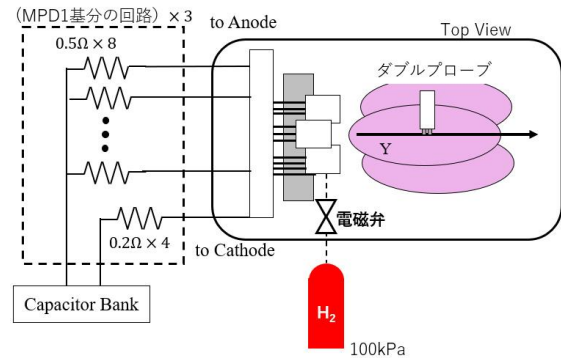 (MPD1基分の回路) × 3
to Anode
Top View
0.5Ω × 8
ダブルプローブ
Y
0.2Ω × 4
電磁弁
to Cathode
Capacitor Bank
H2
100kPa